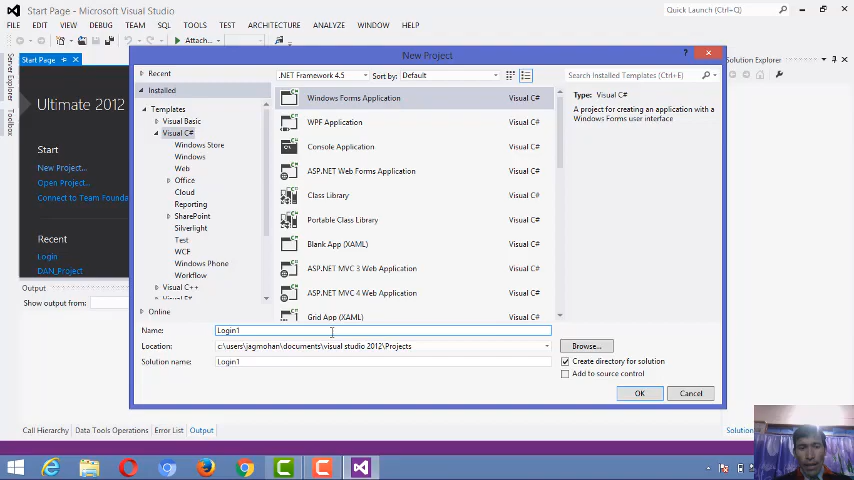 Start Page - Microsoft Visual Studio
Quick Launch (Ctrl+Q)
FILE EDIT VIEW DEBUG TEAM SQL TOOLS TEST ARCHITECTURE ANALYZE WINDOW HELP
Attach...
New Project
Start Page
Server Explorer
Toolbox
Solution Explorer
Recent
.NET Framework 4.5
Sort by: Default
Search Installed Templates (Ctrl+E)
Installed
Templates
Visual Basic
Visual C#
Windows Store
Windows
Web
Office
Cloud
Reporting
SharePoint
Silverlight
Test
WCF
Windows Phone
Workflow
Visual C++
Visual F#
Online
Windows Forms Application Visual C#
WPF Application Visual C#
Console Application Visual C#
ASP.NET Web Forms Application Visual C#
Class Library Visual C#
Portable Class Library Visual C#
Blank App (XAML) Visual C#
ASP.NET MVC 3 Web Application Visual C#
ASP.NET MVC 4 Web Application Visual C#
Grid App (XAML) Visual C#
Type: Visual C#
A project for creating an application with a
Windows Forms user interface
Ultimate 2012
Start
New Project...
Open Project...
Connect to Team Founda
Recent
Login
DAN_Project
Output
Show output from:
Name: Login1
Location: c:\users\jagmohan\documents\visual studio 2012\Projects
Browse...
Solution name: Login1
Create directory for solution
Add to source control
OK
Cancel
Call Hierarchy Data Tools Operations Error List Output
Solution